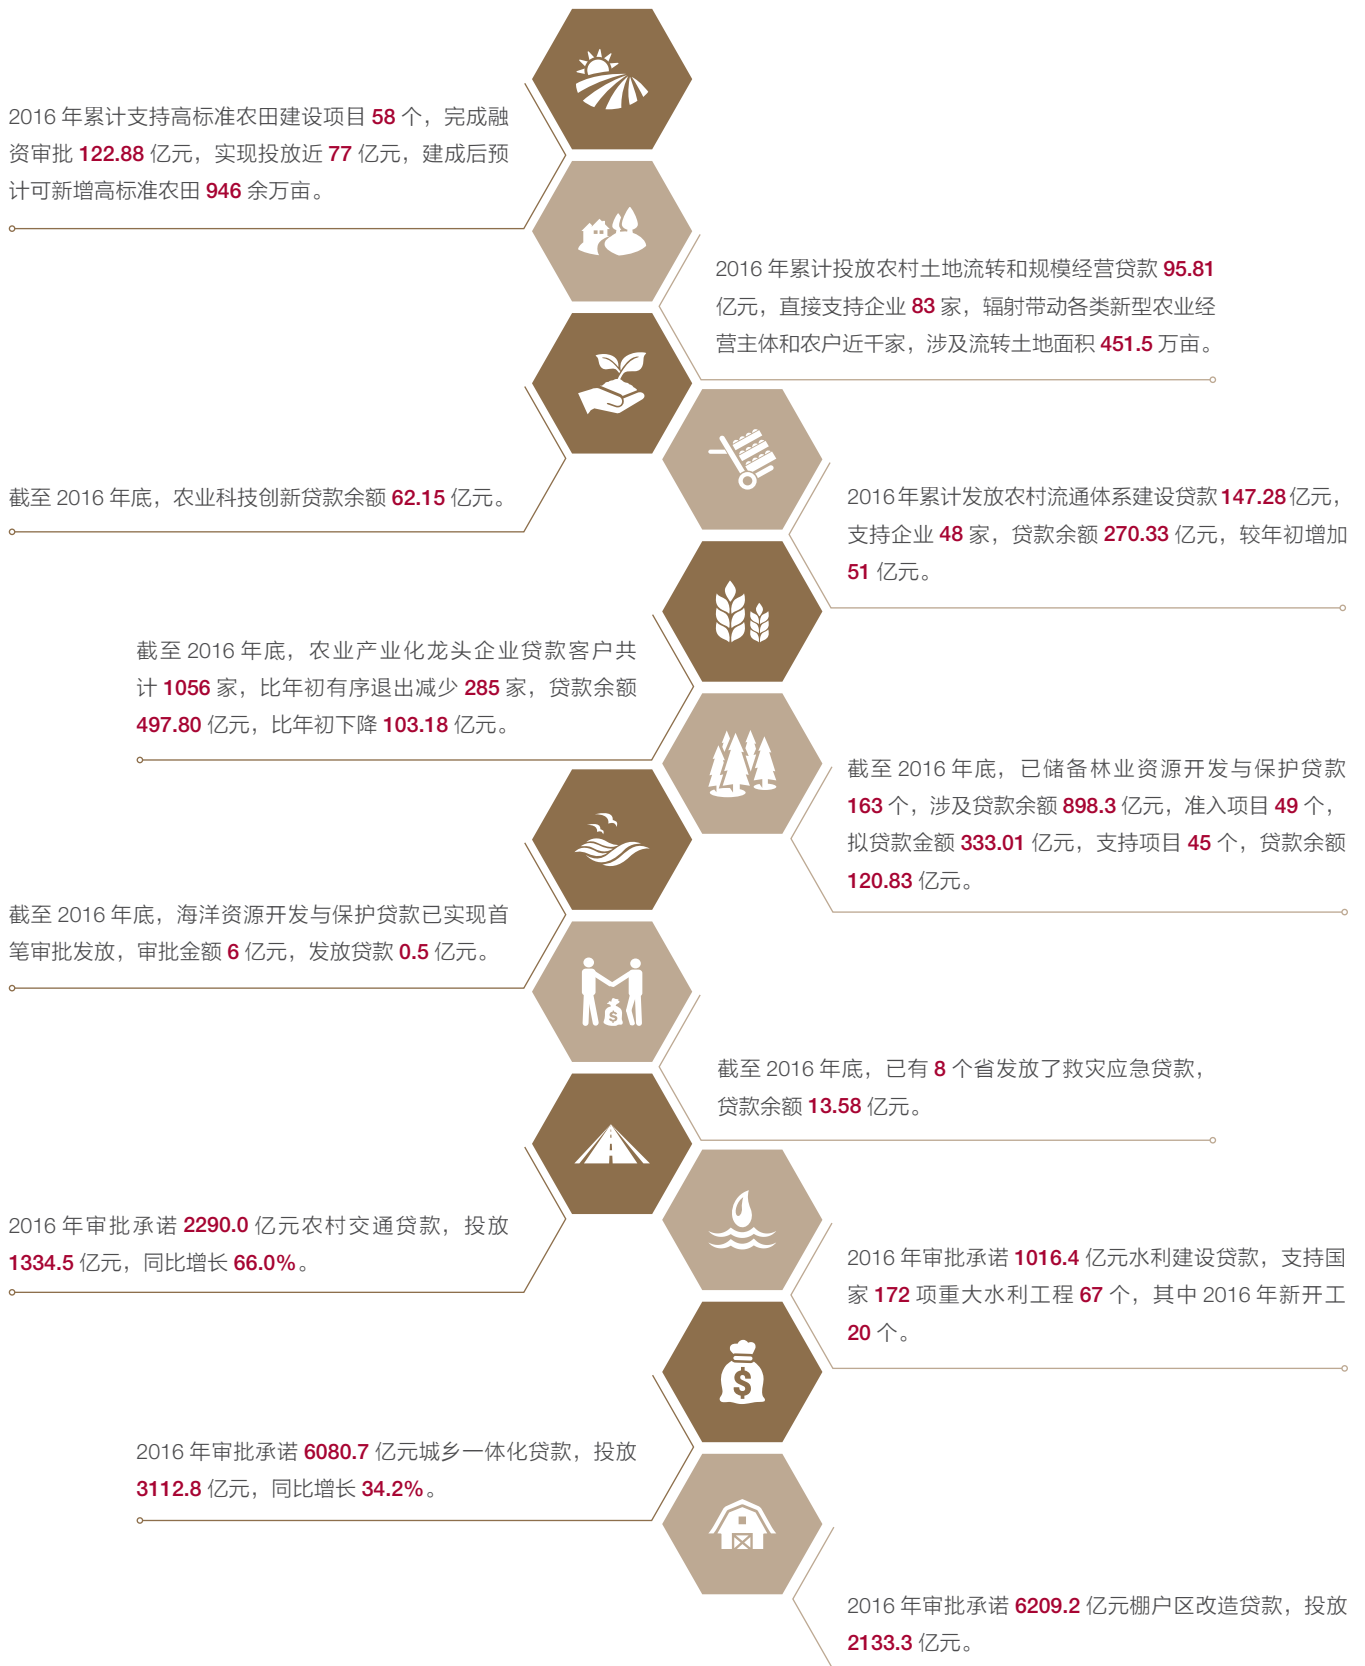 2016 年累计支持高标准农田建设项目 58 个，完成融
资审批 122.88 亿元，实现投放近 77 亿元，建成后预
计可新增高标准农田 946 余万亩。
2016 年累计投放农村土地流转和规模经营贷款 95.81
亿元，直接支持企业 83 家，辐射带动各类新型农业经
营主体和农户近千家，涉及流转土地面积 451.5 万亩。
截至 2016 年底，农业科技创新贷款余额 62.15 亿元。
2016年累计发放农村流通体系建设贷款147.28亿元，
支持企业 48 家，贷款余额 270.33 亿元，较年初增加
51 亿元。
截至 2016 年底，农业产业化龙头企业贷款客户共
计 1056 家，比年初有序退出减少 285 家，贷款余额
497.80 亿元，比年初下降 103.18 亿元。
截至 2016 年底，已储备林业资源开发与保护贷款
163 个，涉及贷款余额 898.3 亿元，准入项目 49 个，
拟贷款金额 333.01 亿元，支持项目 45 个，贷款余额
120.83 亿元。
截至 2016 年底，海洋资源开发与保护贷款已实现首
笔审批发放，审批金额 6 亿元，发放贷款 0.5 亿元。
截至 2016 年底，已有 8 个省发放了救灾应急贷款，
贷款余额 13.58 亿元。
2016 年审批承诺 2290.0 亿元农村交通贷款，投放
1334.5 亿元，同比增长 66.0%。
2016 年审批承诺 1016.4 亿元水利建设贷款，支持国
家 172 项重大水利工程 67 个，其中 2016 年新开工
20 个。
2016 年审批承诺 6080.7 亿元城乡一体化贷款，投放
3112.8 亿元，同比增长 34.2%。
2016 年审批承诺 6209.2 亿元棚户区改造贷款，投放
2133.3 亿元。